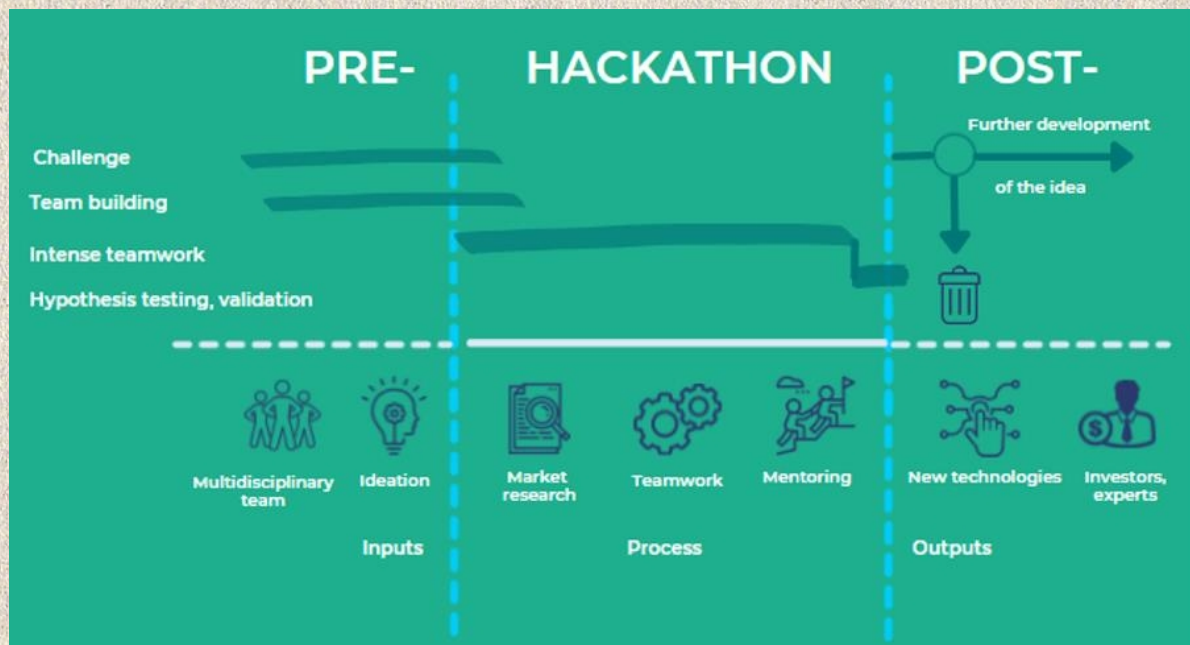 PRE-
HACKATHON
POST-
Further development
of the idea
Challenge
Team building
Intense teamwork
Hypothesis testing, validation
Multidisciplinary
team
Ideation
Market
research
Teamwork
Mentoring
New technologies
Investors,
experts
Inputs
Process
Outputs